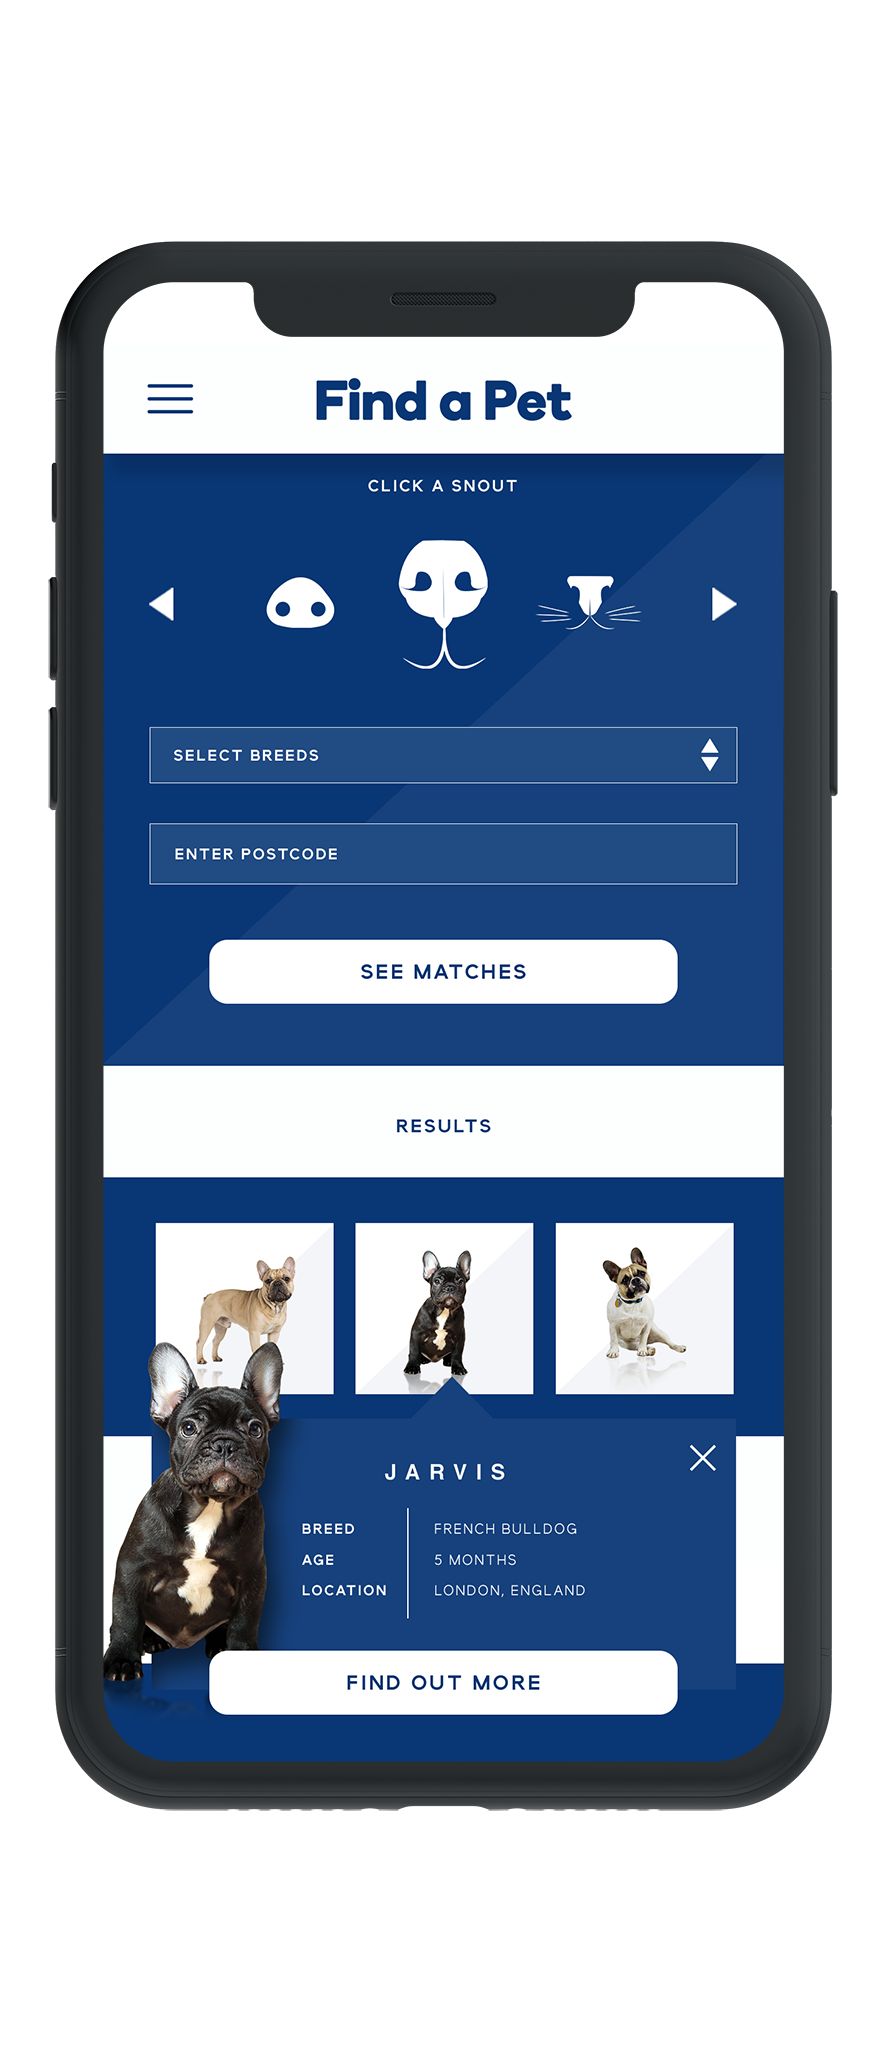 Find a Pet
CLICK A SNOUT
SELECT BREEDS
ENTER POSTCODE
SEE MATCHES
RESULTS
JARVIS
BREED FRENCH BULLDOG
AGE 5 MONTHS
LOCATION LONDON, ENGLAND
FIND OUT MORE